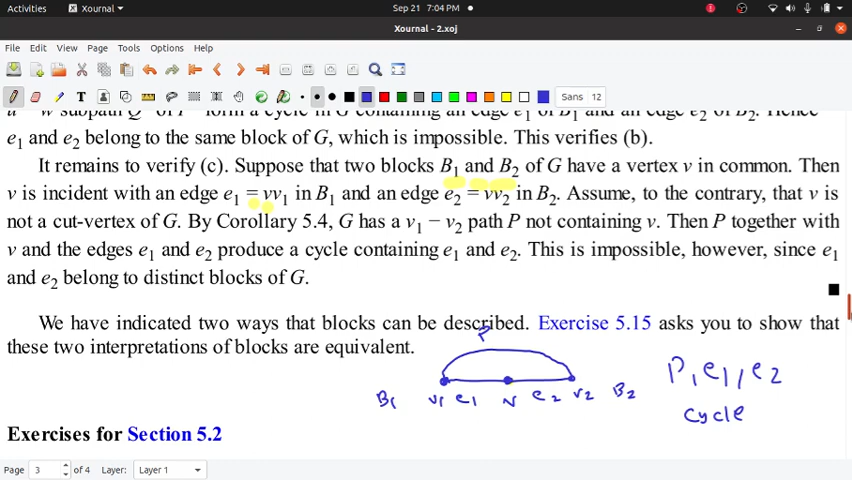 Activities Xournal Sep 21 7:04 PM
Xournal - 2.xoj
File Edit View Page Tools Options Help
Sans 12
e1 and e2 belong to the same block of G, which is impossible. This verifies (b).
It remains to verify (c). Suppose that two blocks B1 and B2 of G have a vertex v in common. Then
v is incident with an edge e1 = vv1 in B1 and an edge e2 = vv2 in B2. Assume, to the contrary, that v is
not a cut-vertex of G. By Corollary 5.4, G has a v1 − v2 path P not containing v. Then P together with
v and the edges e1 and e2 produce a cycle containing e1 and e2. This is impossible, however, since e1
and e2 belong to distinct blocks of G.
We have indicated two ways that blocks can be described. Exercise 5.15 asks you to show that
these two interpretations of blocks are equivalent.
P
P, e1, e2
B1 v1 e1 v e2 v2 B2
cycle
Exercises for Section 5.2
Page 3 of 4 Layer: Layer 1